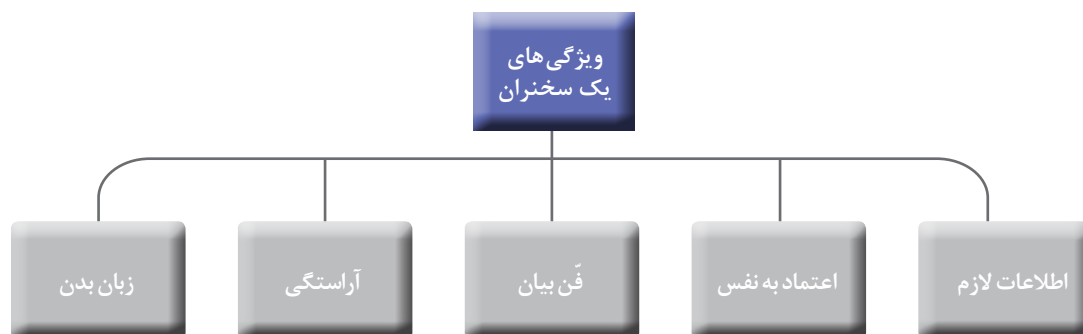 ویژگی‌های
یک سخنران
اطلاعات لازم
اعتماد به نفس
فّن بیان
آراستگی
زبان بدن